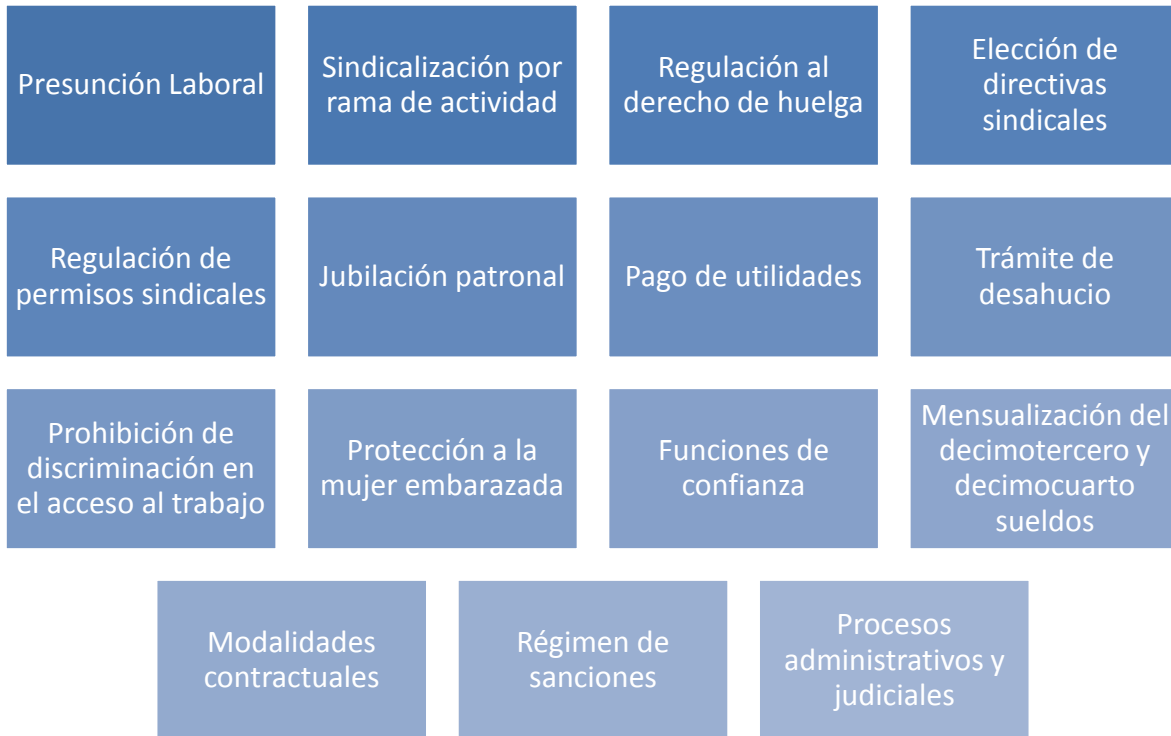 Presunción Laboral
Sindicalización por
rama de actividad
Regulación al
derecho de huelga
Elección de
directivas
sindicales
Regulación de
permisos sindicales
Jubilación patronal
Pago de utilidades
Trámite de
desahucio
Prohibición de
discriminación en
el acceso al trabajo
Protección a la
mujer embarazada
Funciones de
confianza
Mensualización del
decimotercero y
decimocuarto
sueldos
Modalidades
contractuales
Régimen de
sanciones
Procesos
administrativos y
judiciales